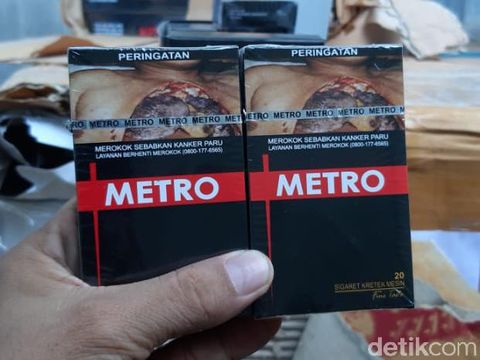 PERINGATAN
METRO METRO METRO METRO
MEROKOK SEBABKAN KANKER PARU
LAYANAN BERHENTI MEROKOK (0800-177-6565)
METRO
PERINGATAN
METRO METRO METRO METRO
MEROKOK SEBABKAN KANKER PARU
LAYANAN BERHENTI MEROKOK (0800-177-6565)
METRO
20
SIGARET KRETEK MESIN
detikcom